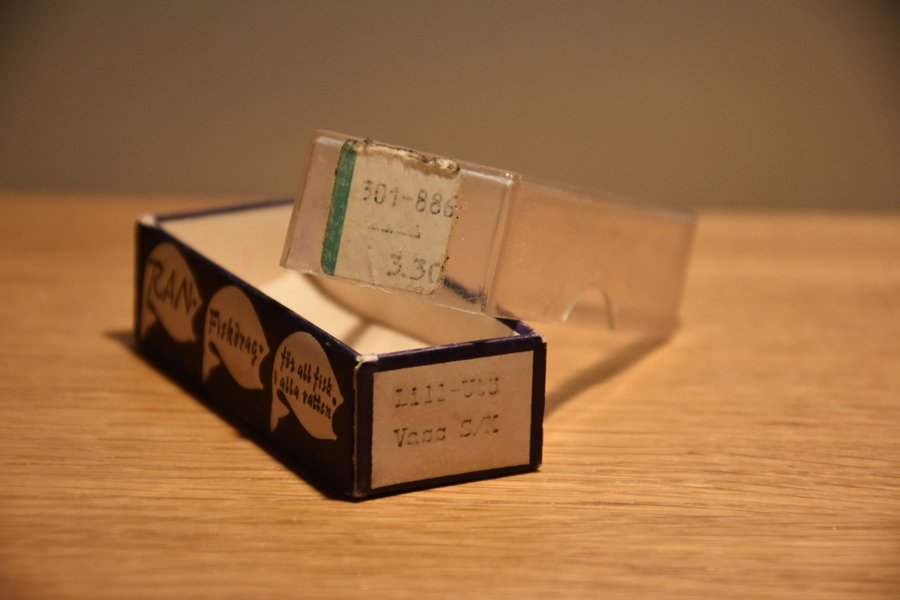 301-886
3.30
RAN
Fiskdrag
för all fisk
i alla vatten
Lill-Utö
Vass S/K